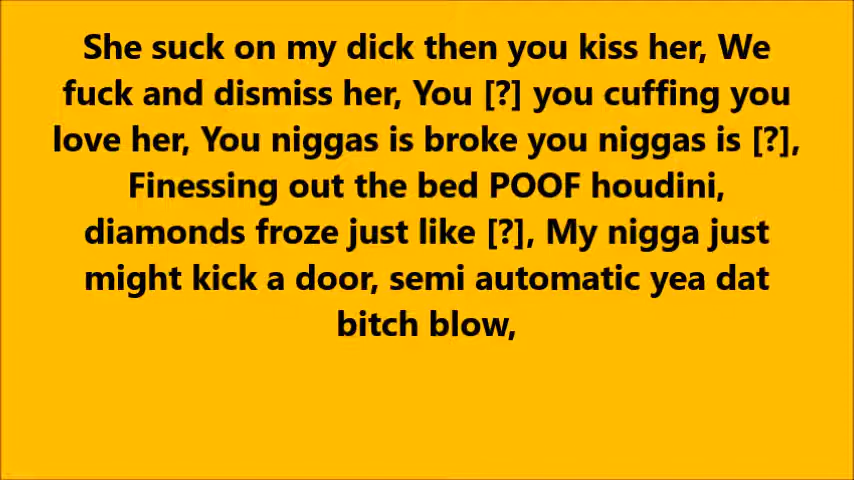 She suck on my dick then you kiss her, We
fuck and dismiss her, You [?] you cuffing you
love her, You niggas is broke you niggas is [?],
Finessing out the bed POOF houdini,
diamonds froze just like [?], My nigga just
might kick a door, semi automatic yea dat
bitch blow,